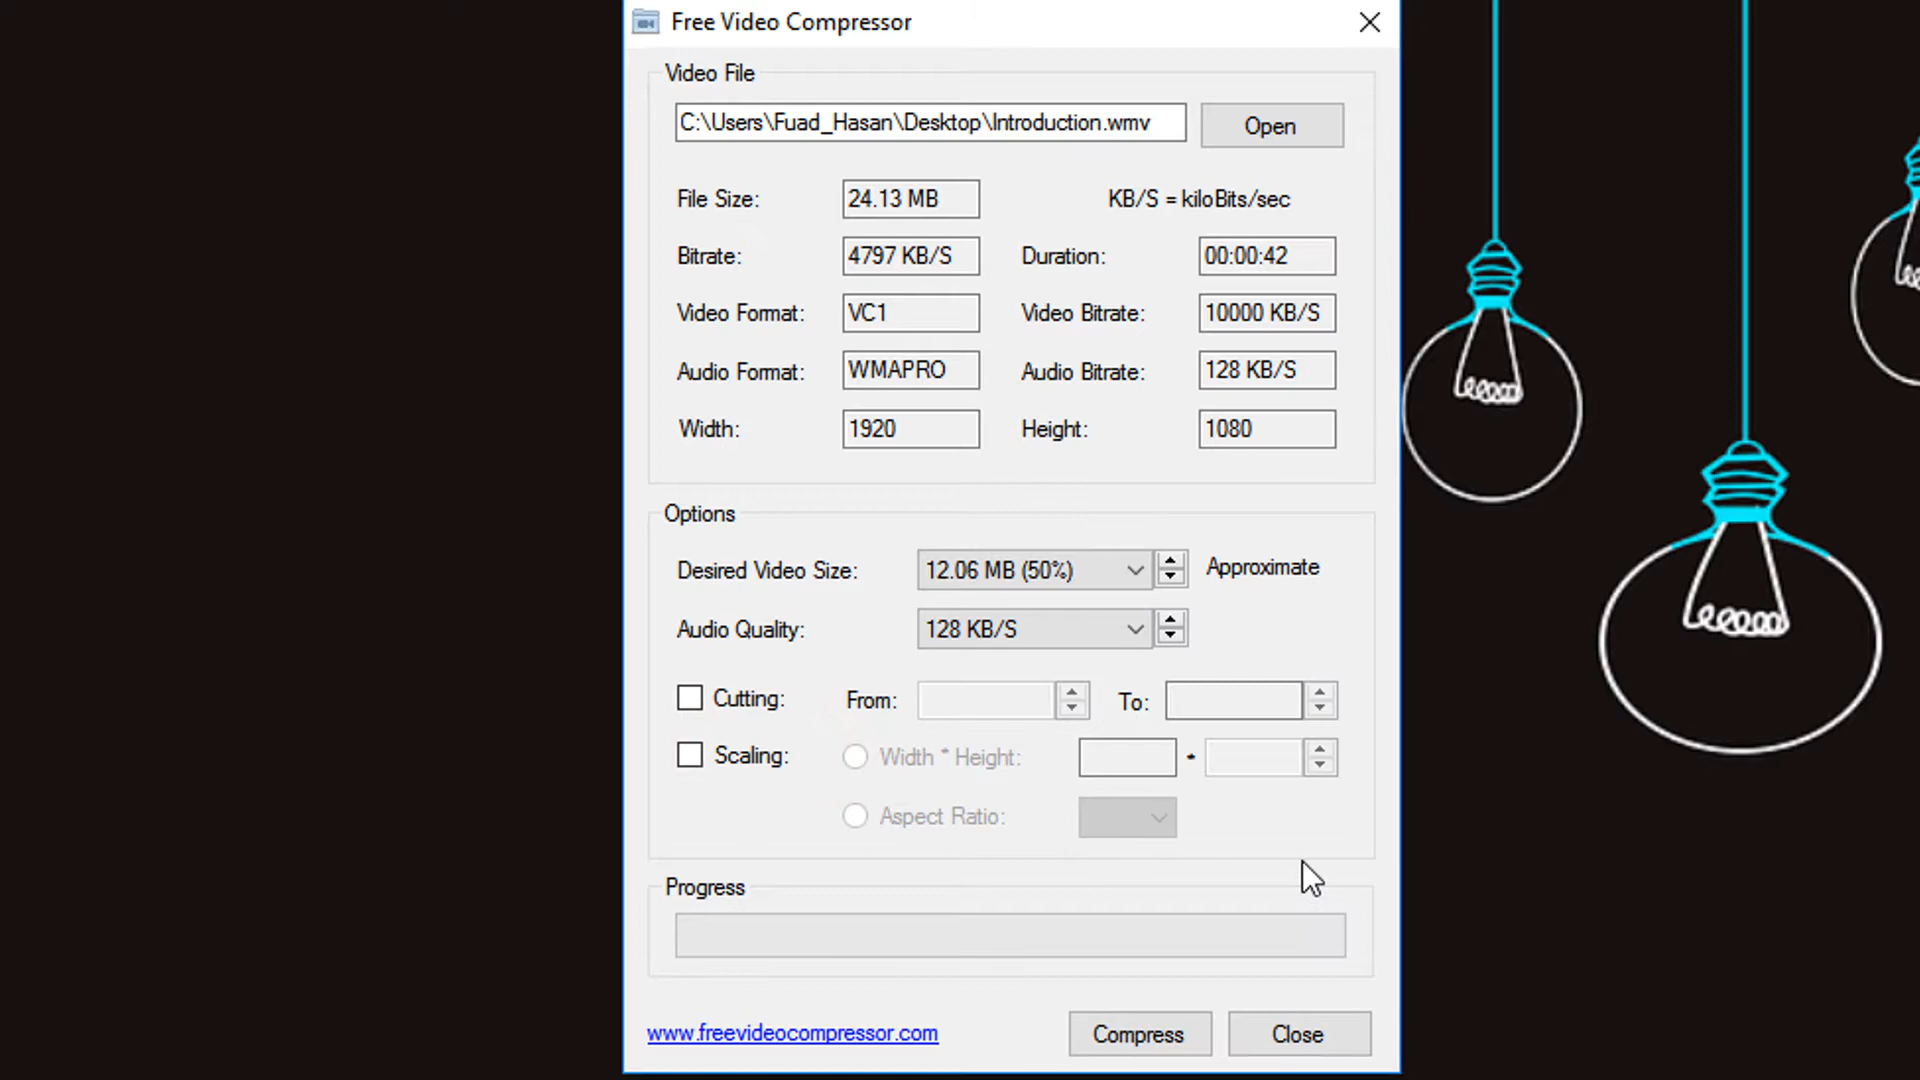 Free Video Compressor
Video File
C:\Users\Fuad_Hasan\Desktop\Introduction.wmv Open
File Size: 24.13 MB KB/S = kiloBits/sec
Bitrate: 4797 KB/S Duration: 00:00:42
Video Format: VC1 Video Bitrate: 10000 KB/S
Audio Format: WMAPRO Audio Bitrate: 128 KB/S
Width: 1920 Height: 1080
Options
Desired Video Size: 12.06 MB (50%) Approximate
Audio Quality: 128 KB/S
Cutting: From: To:
Scaling: Width * Height: *
Aspect Ratio:
Progress
www.freevideocompressor.com Compress Close